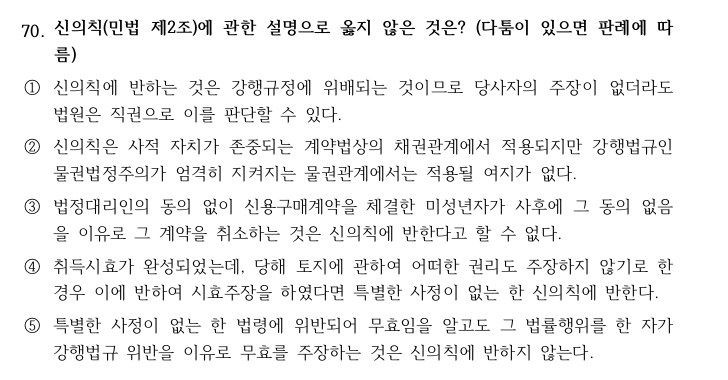 70. 신의칙(민법 제2조)에 관한 설명으로 옳지 않은 것은? (다툼이 있으면 판례에 따
름)
① 신의칙에 반하는 것은 강행규정에 위배되는 것이므로 당사자의 주장이 없더라도
법원은 직권으로 이를 판단할 수 있다.
② 신의칙은 사적 자치가 존중되는 계약법상의 채권관계에서 적용되지만 강행법규인
물권법정주의가 엄격히 지켜지는 물권관계에서는 적용될 여지가 없다.
③ 법정대리인의 동의 없이 신용구매계약을 체결한 미성년자가 사후에 그 동의 없음
을 이유로 그 계약을 취소하는 것은 신의칙에 반한다고 할 수 없다.
④ 취득시효가 완성되었는데, 당해 토지에 관하여 어떠한 권리도 주장하지 않기로 한
경우 이에 반하여 시효주장을 하였다면 특별한 사정이 없는 한 신의칙에 반한다.
⑤ 특별한 사정이 없는 한 법령에 위반되어 무효임을 알고도 그 법률행위를 한 자가
강행법규 위반을 이유로 무효를 주장하는 것은 신의칙에 반하지 않는다.